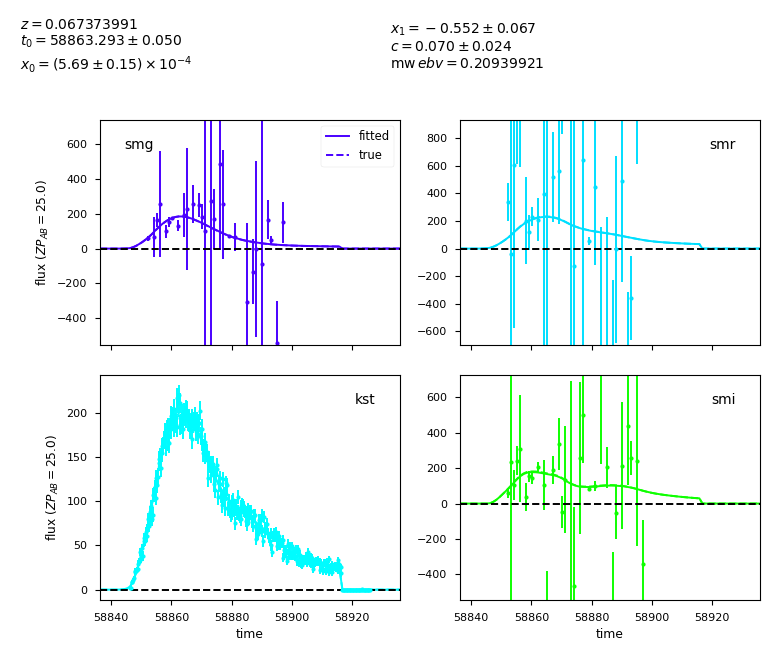 z = 0.067373991
t₀ = 58863.293 ± 0.050
x₀ = (5.69 ± 0.15) × 10⁻⁴
x₁ = −0.552 ± 0.067
c = 0.070 ± 0.024
mw ebv = 0.20939921
smg
fitted
true
600
400
200
0
−200
−400
flux (ZP_AB = 25.0)
smr
800
600
400
200
0
−200
−400
−600
kst
200
150
100
50
0
flux (ZP_AB = 25.0)
58840 58860 58880 58900 58920
time
smi
600
400
200
0
−200
−400
58840 58860 58880 58900 58920
time